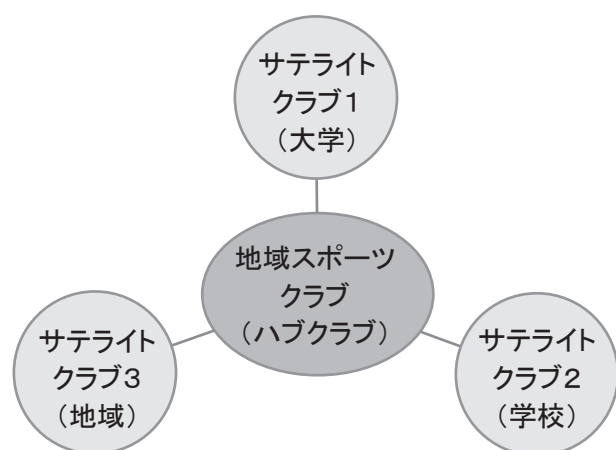 サテライト
クラブ1
（大学）
地域スポーツ
クラブ
（ハブクラブ）
サテライト
クラブ3
（地域）
サテライト
クラブ2
（学校）